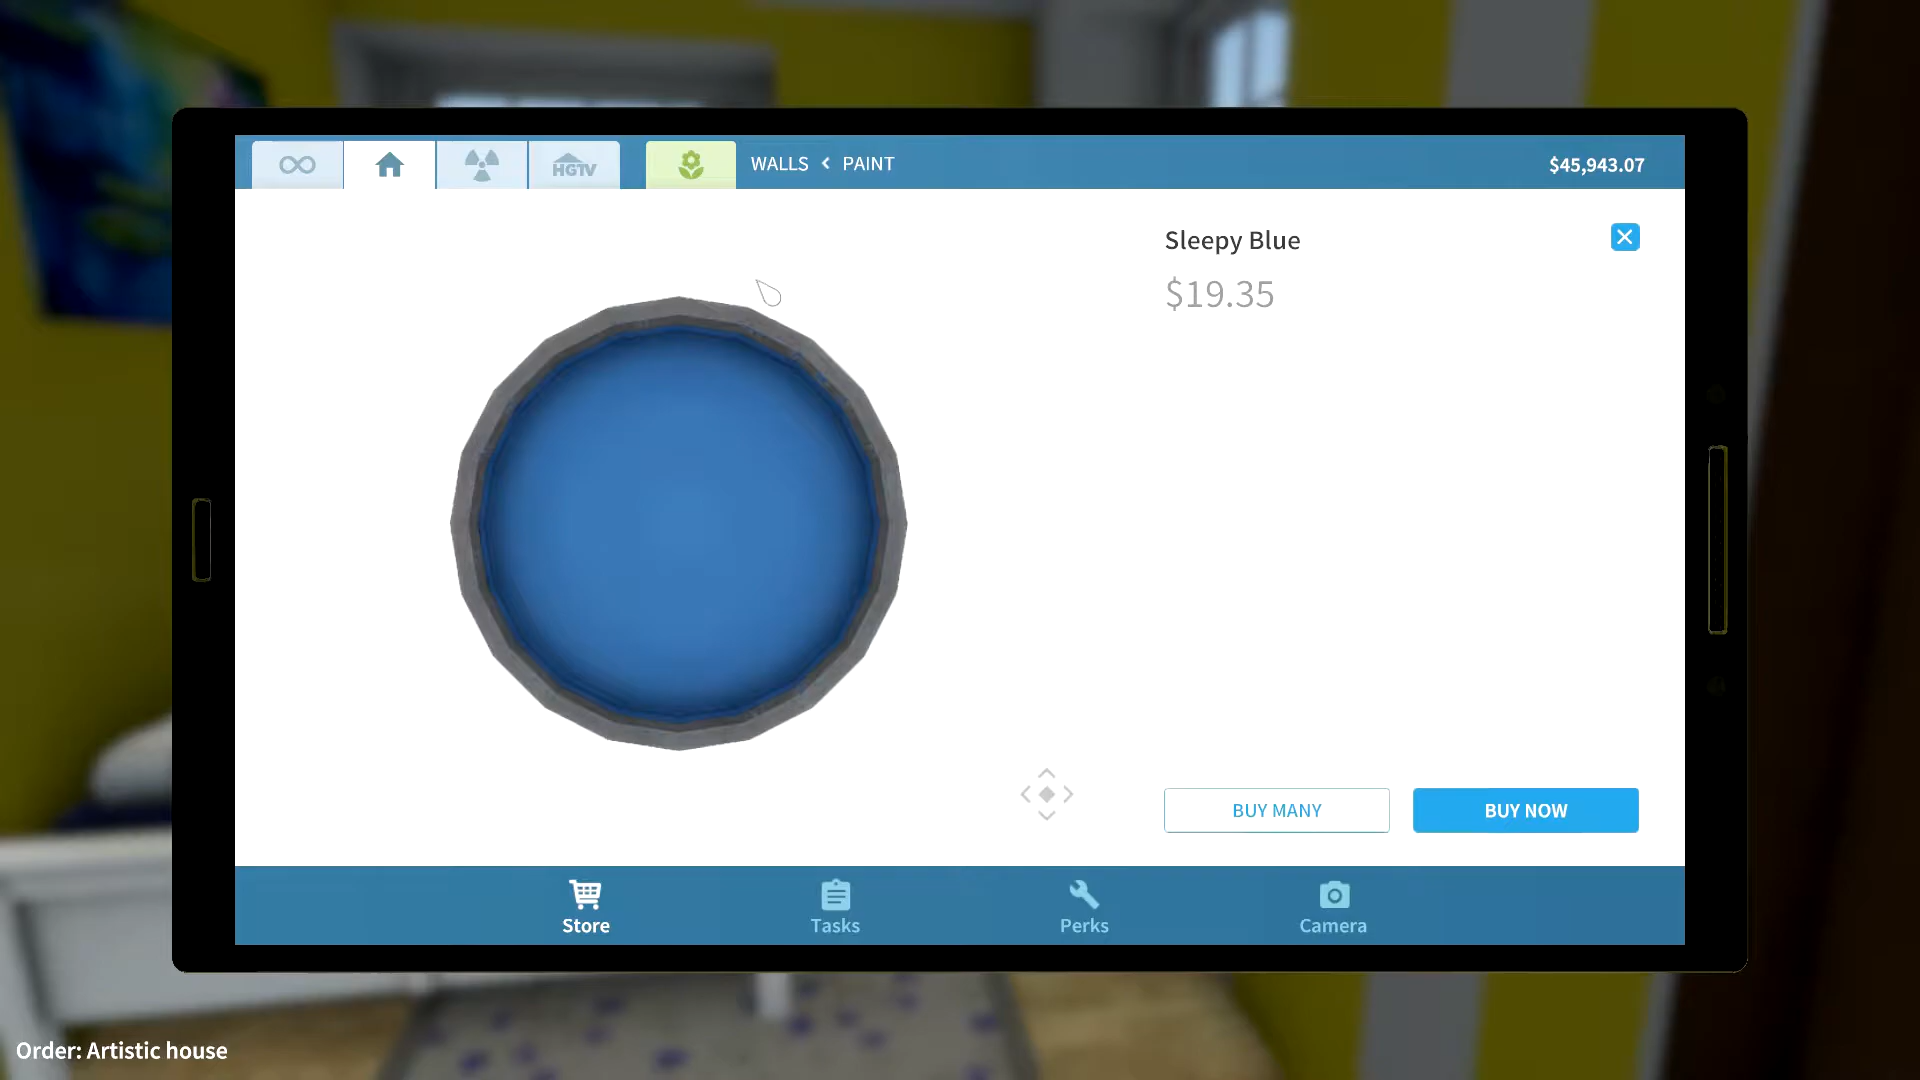 HGTV
WALLS < PAINT
$45,943.07
Sleepy Blue
$19.35
BUY MANY
BUY NOW
Store
Tasks
Perks
Camera
Order: Artistic house